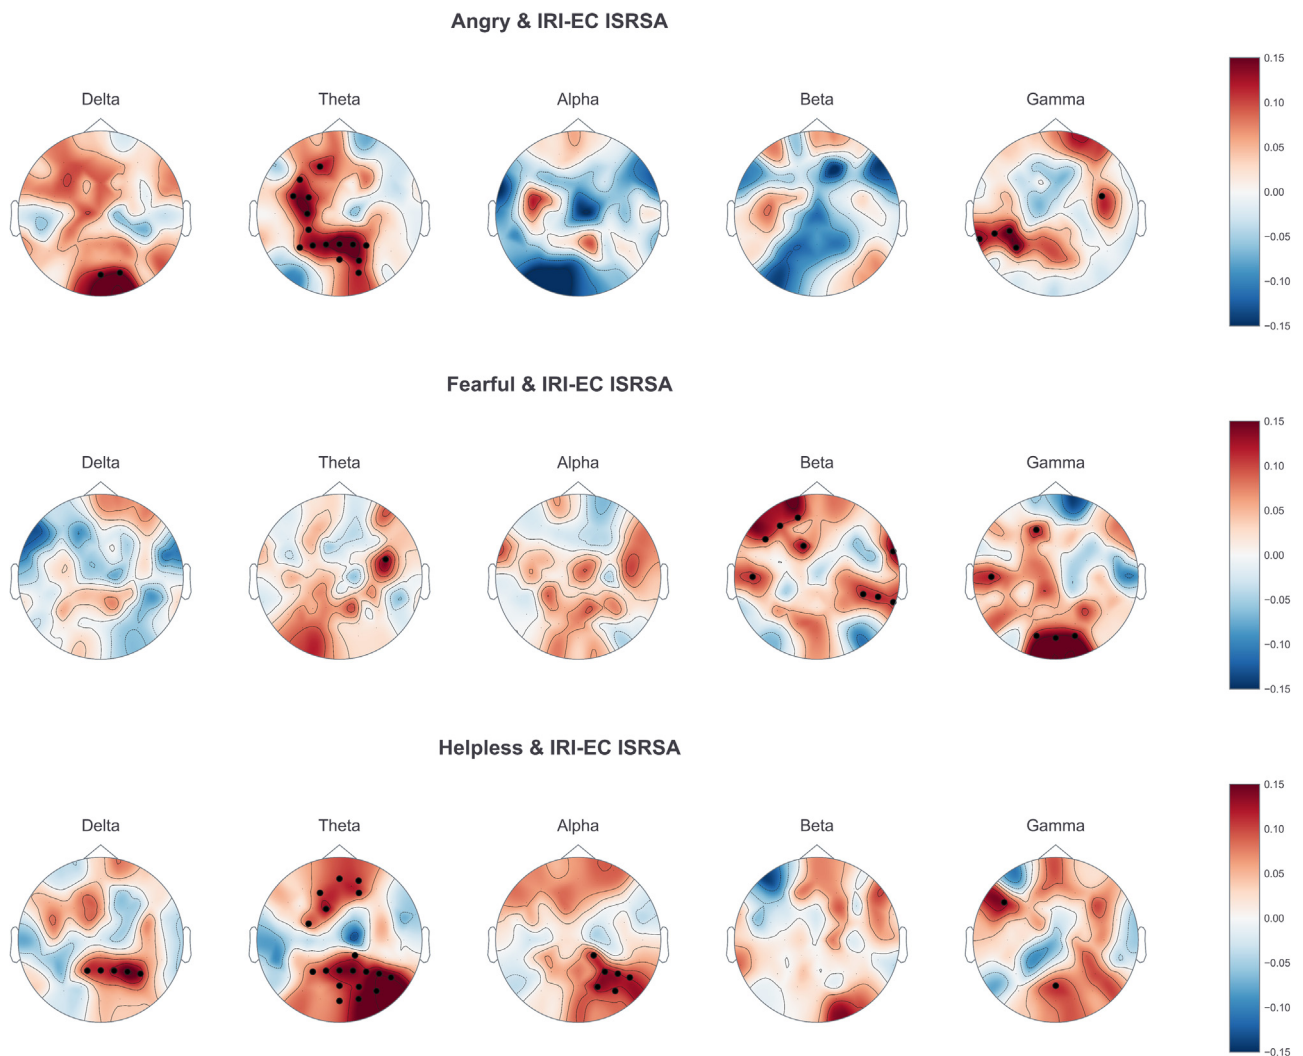 Angry & IRI-EC ISRSA
Delta
Theta
Alpha
Beta
Gamma
0.15
0.10
0.05
0.00
−0.05
−0.10
−0.15
Fearful & IRI-EC ISRSA
Delta
Theta
Alpha
Beta
Gamma
0.15
0.10
0.05
0.00
−0.05
−0.10
−0.15
Helpless & IRI-EC ISRSA
Delta
Theta
Alpha
Beta
Gamma
0.15
0.10
0.05
0.00
−0.05
−0.10
−0.15